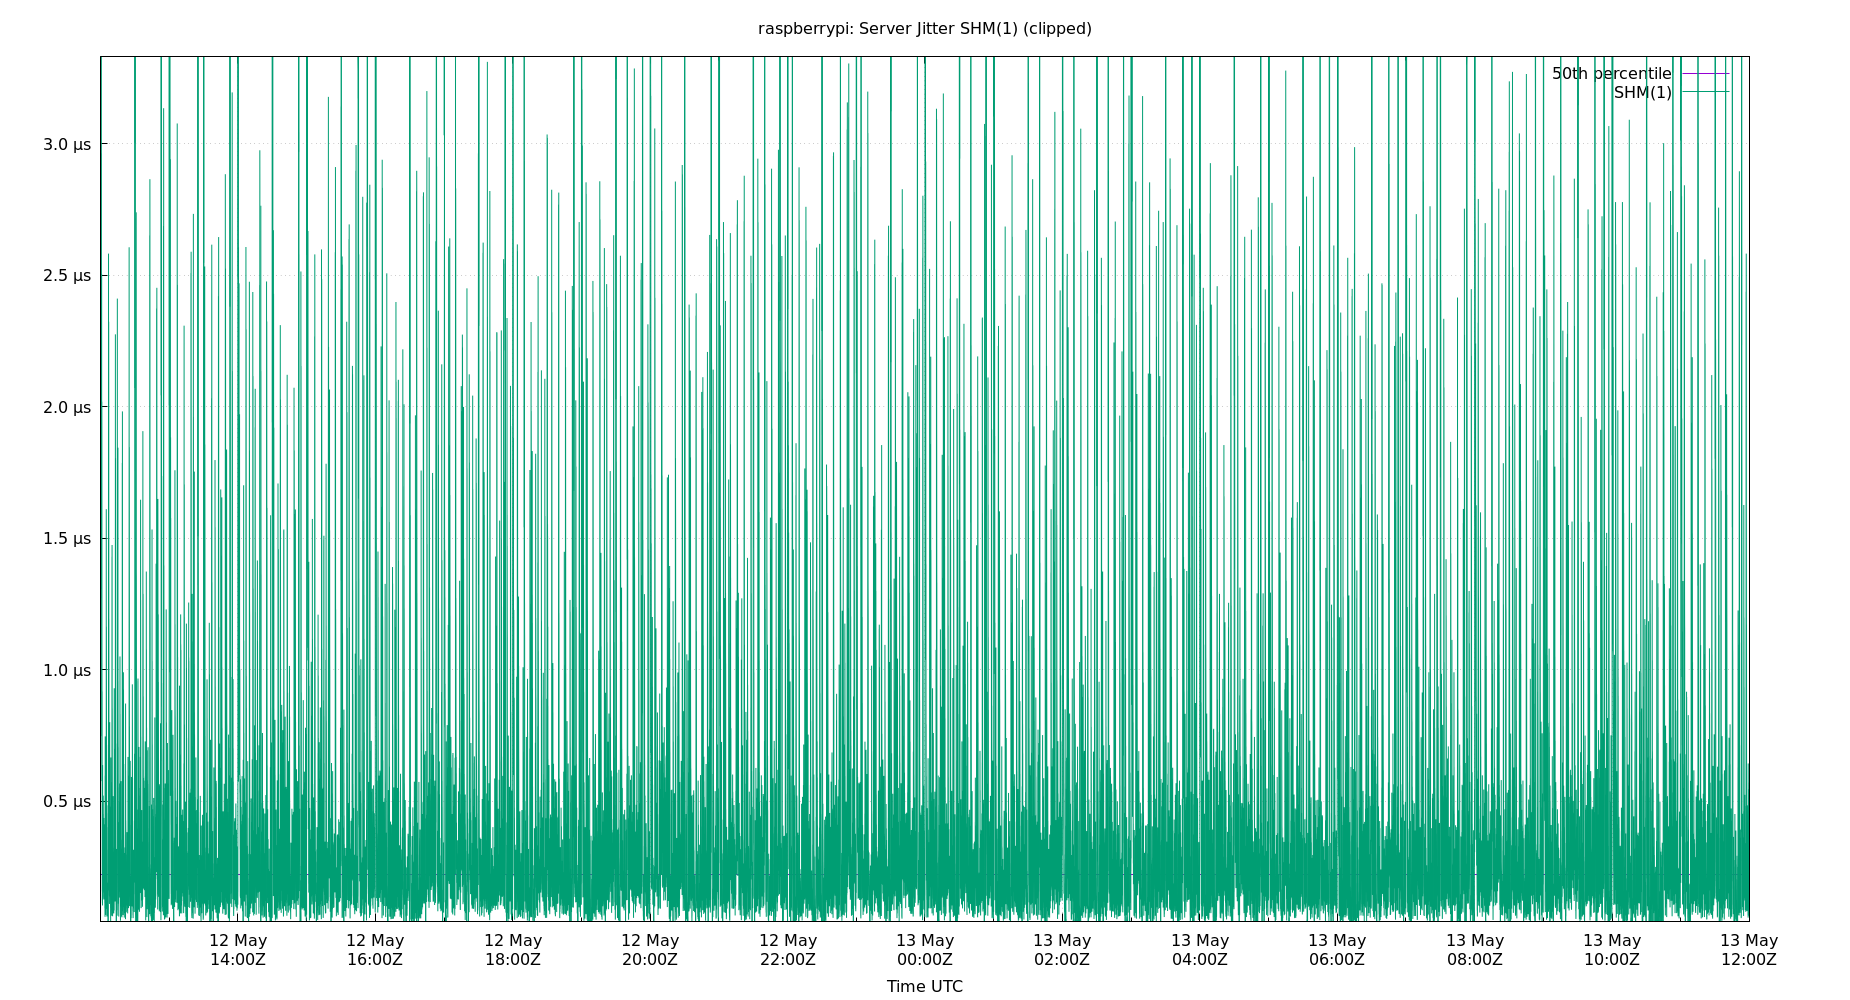 raspberrypi: Server Jitter SHM(1) (clipped)
50th percentile
SHM(1)
3.0 µs
2.5 µs
2.0 µs
1.5 µs
1.0 µs
0.5 µs
12 May 12 May 12 May 12 May 12 May 13 May 13 May 13 May 13 May 13 May 13 May 13 May
14:00Z 16:00Z 18:00Z 20:00Z 22:00Z 00:00Z 02:00Z 04:00Z 06:00Z 08:00Z 10:00Z 12:00Z
Time UTC